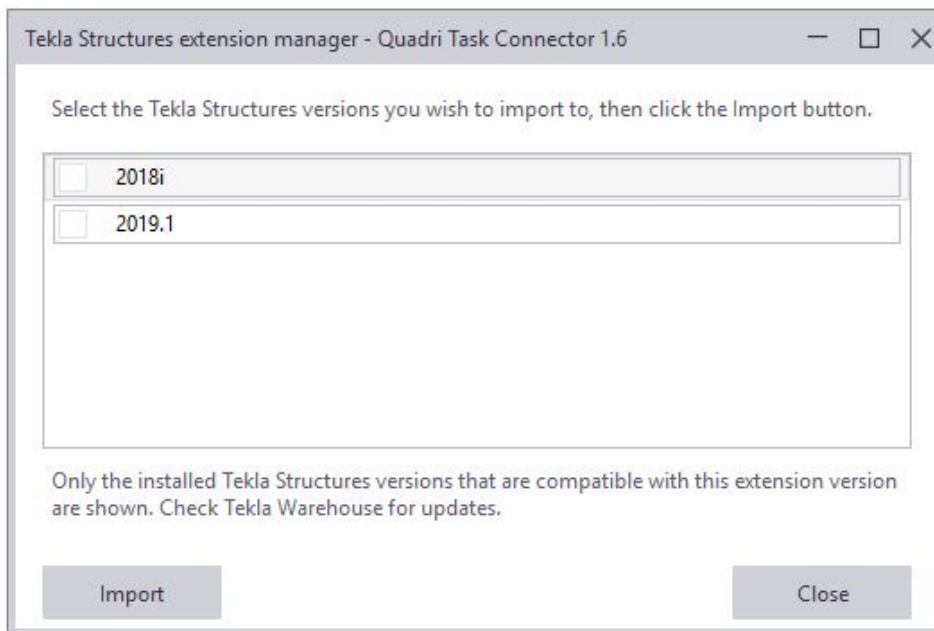 Tekla Structures extension manager - Quadri Task Connector 1.6
Select the Tekla Structures versions you wish to import to, then click the Import button.
2018i
2019.1
Only the installed Tekla Structures versions that are compatible with this extension version
are shown. Check Tekla Warehouse for updates.
Import
Close